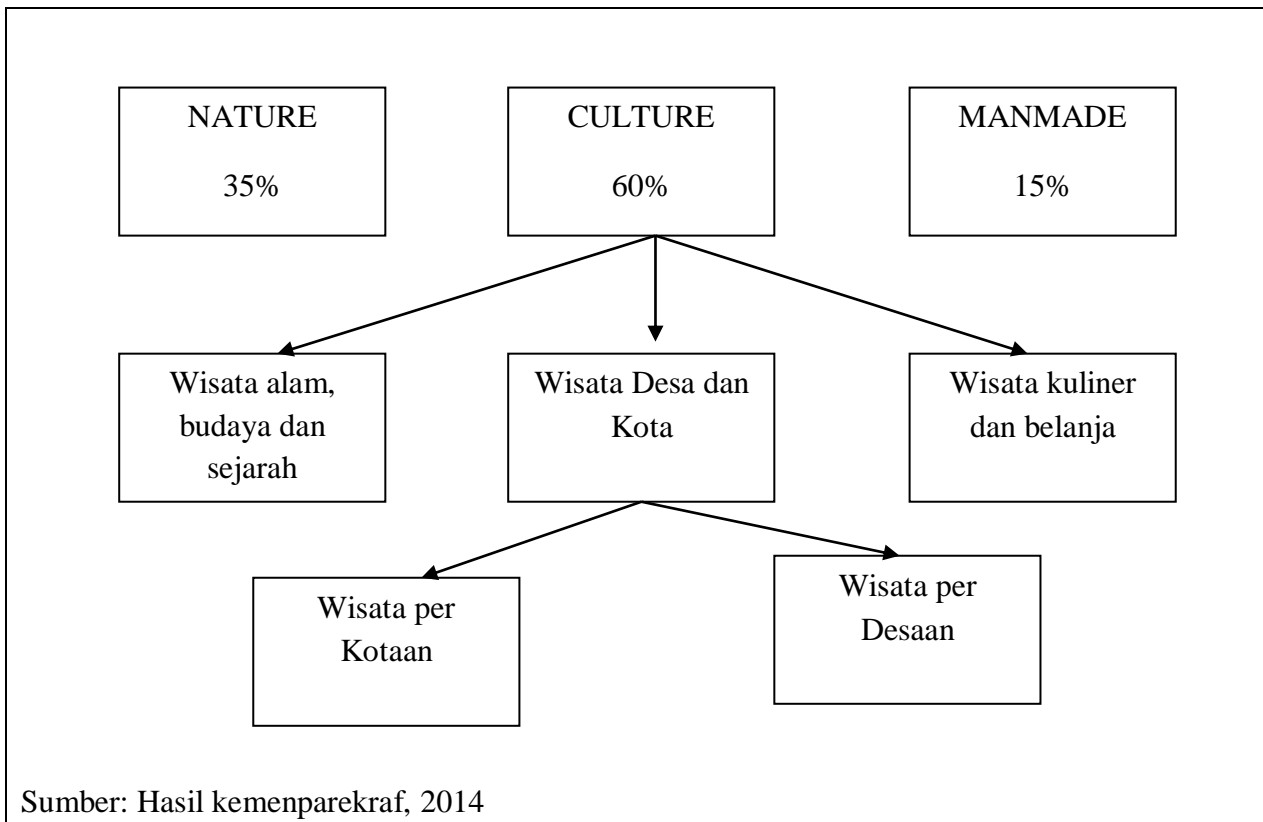 NATURE
35%
CULTURE
60%
MANMADE
15%
Wisata alam,
budaya dan
sejarah
Wisata Desa dan
Kota
Wisata kuliner
dan belanja
Wisata per
Kotaan
Wisata per
Desaan
Sumber: Hasil kemenparekraf, 2014